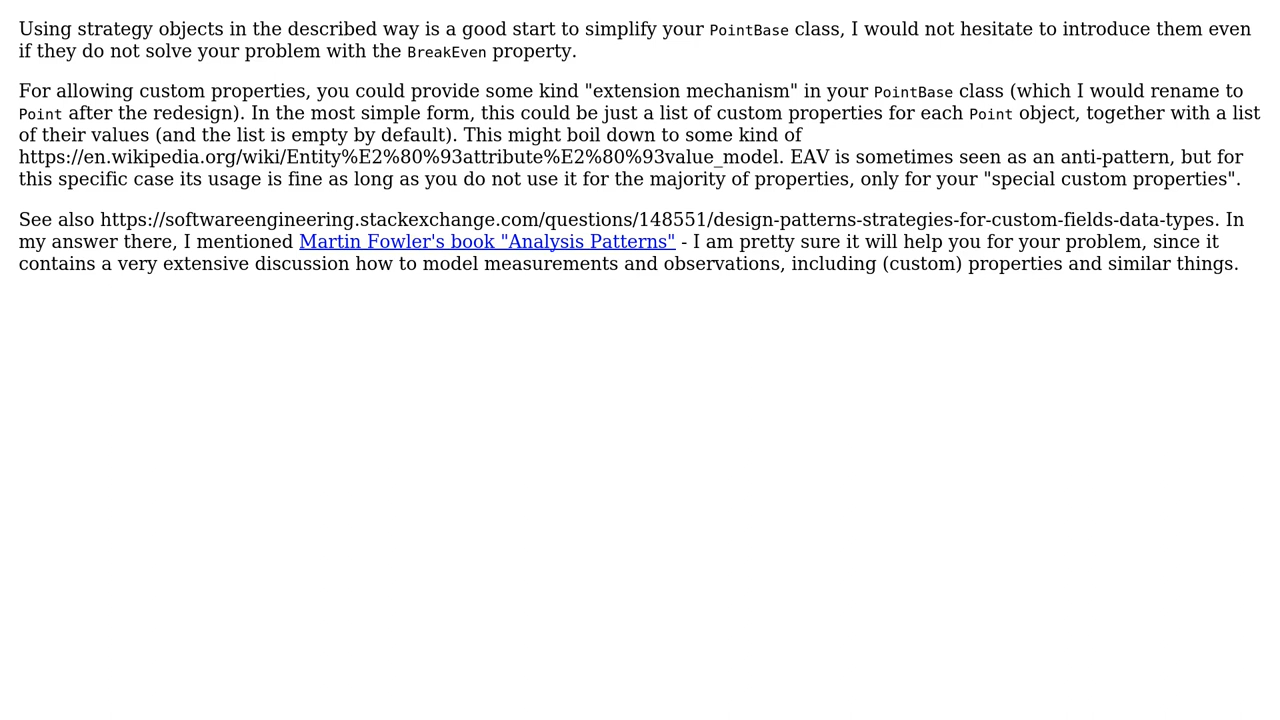 Using strategy objects in the described way is a good start to simplify your PointBase class, I would not hesitate to introduce them even
if they do not solve your problem with the BreakEven property.
For allowing custom properties, you could provide some kind "extension mechanism" in your PointBase class (which I would rename to
Point after the redesign). In the most simple form, this could be just a list of custom properties for each Point object, together with a list
of their values (and the list is empty by default). This might boil down to some kind of
https://en.wikipedia.org/wiki/Entity%E2%80%93attribute%E2%80%93value_model. EAV is sometimes seen as an anti-pattern, but for
this specific case its usage is fine as long as you do not use it for the majority of properties, only for your "special custom properties".
See also https://softwareengineering.stackexchange.com/questions/148551/design-patterns-strategies-for-custom-fields-data-types. In
my answer there, I mentioned Martin Fowler's book "Analysis Patterns" - I am pretty sure it will help you for your problem, since it
contains a very extensive discussion how to model measurements and observations, including (custom) properties and similar things.